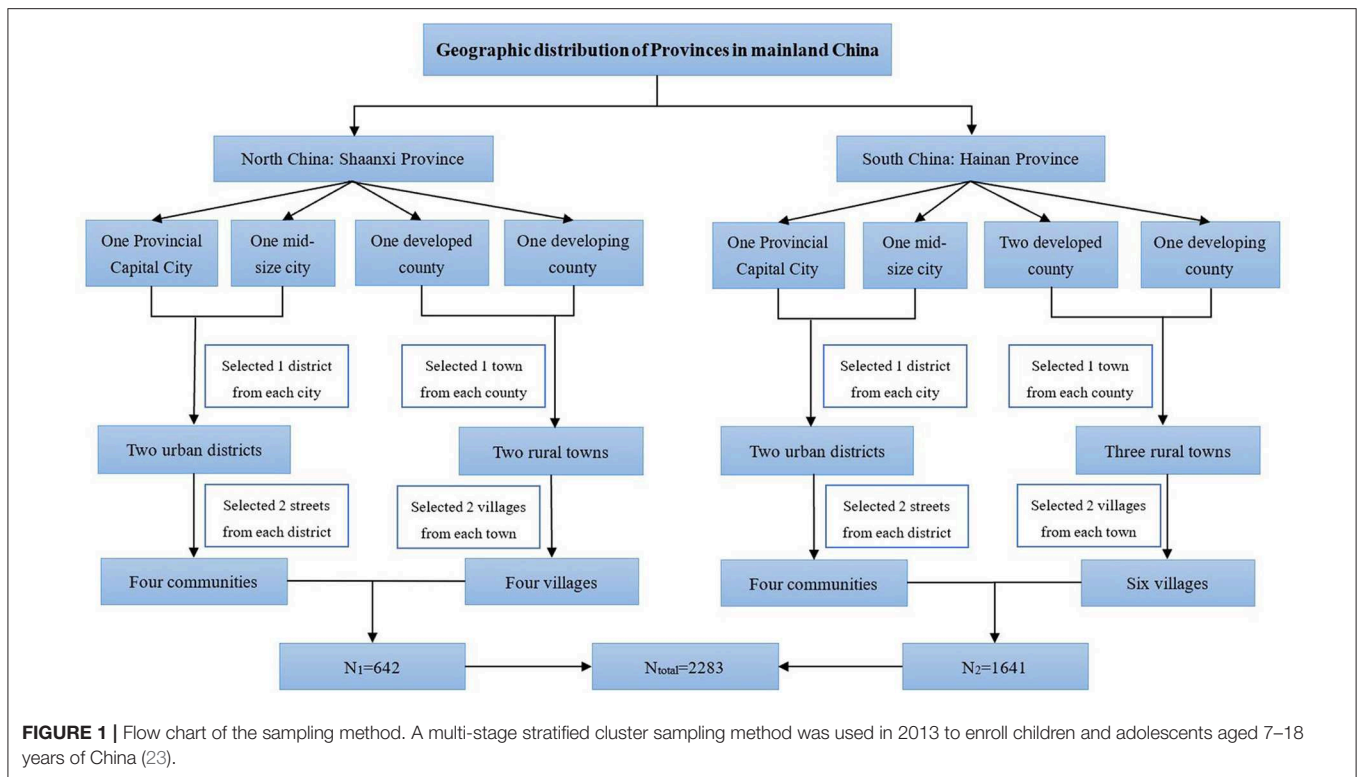 Geographic distribution of Provinces in mainland China
North China: Shaanxi Province
South China: Hainan Province
One Provincial
Capital City
One mid-
size city
One developed
county
One developing
county
One Provincial
Capital City
One mid-
size city
Two developed
county
One developing
county
Selected 1 district
from each city
Selected 1 town
from each county
Selected 1 district
from each city
Selected 1 town
from each county
Two urban districts
Two rural towns
Two urban districts
Three rural towns
Selected 2 streets
from each district
Selected 2 villages
from each town
Selected 2 streets
from each district
Selected 2 villages
from each town
Four communities
Four villages
Four communities
Six villages
N1=642
Ntotal=2283
N2=1641
FIGURE 1 | Flow chart of the sampling method. A multi-stage stratified cluster sampling method was used in 2013 to enroll children and adolescents aged 7–18
years of China (23).